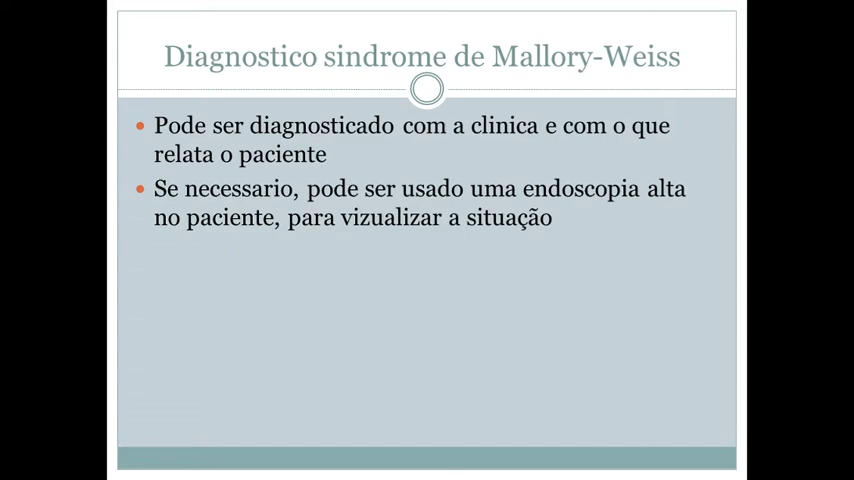 Diagnostico sindrome de Mallory-Weiss
Pode ser diagnosticado com a clinica e com o que
relata o paciente
Se necessario, pode ser usado uma endoscopia alta
no paciente, para vizualizar a situação